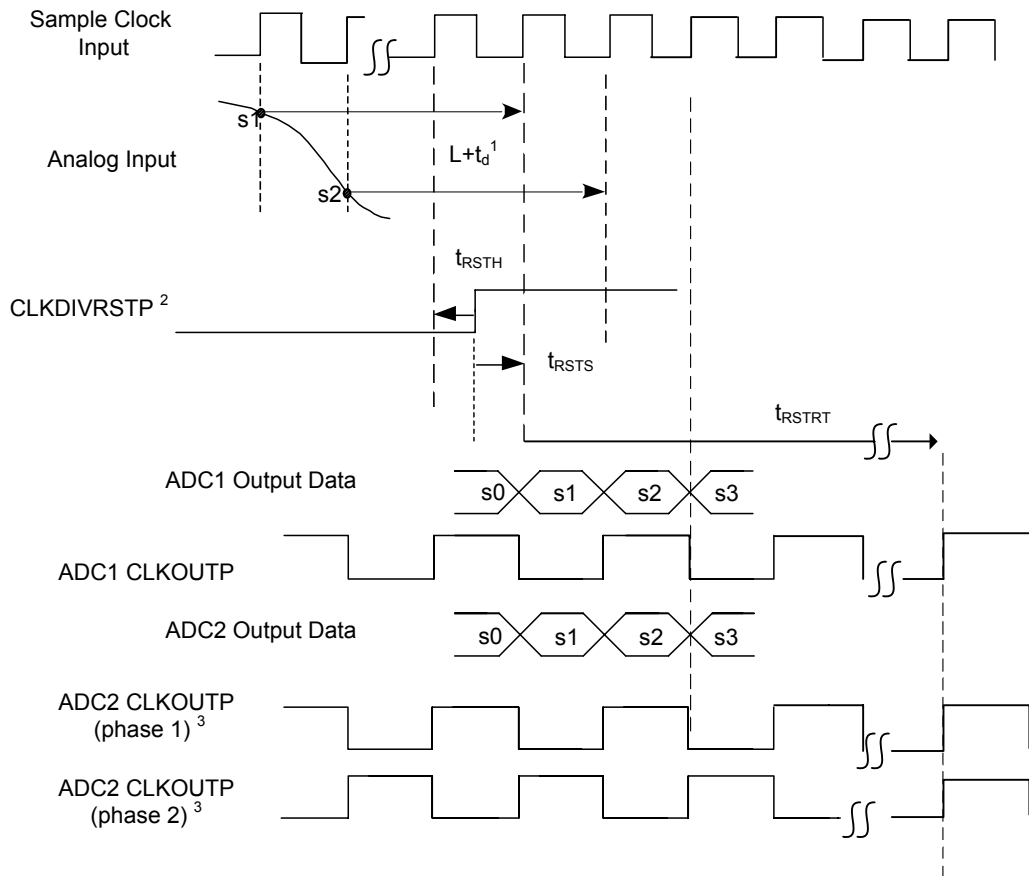 Sample Clock
Input
s1
Analog Input
L+t_d^1
s2
t_RSTH
CLKDIVRSTP ^2
t_RSTS
t_RSTRT
ADC1 Output Data
s0 s1 s2 s3
ADC1 CLKOUTP
ADC2 Output Data
s0 s1 s2 s3
ADC2 CLKOUTP
(phase 1) ^3
ADC2 CLKOUTP
(phase 2) ^3